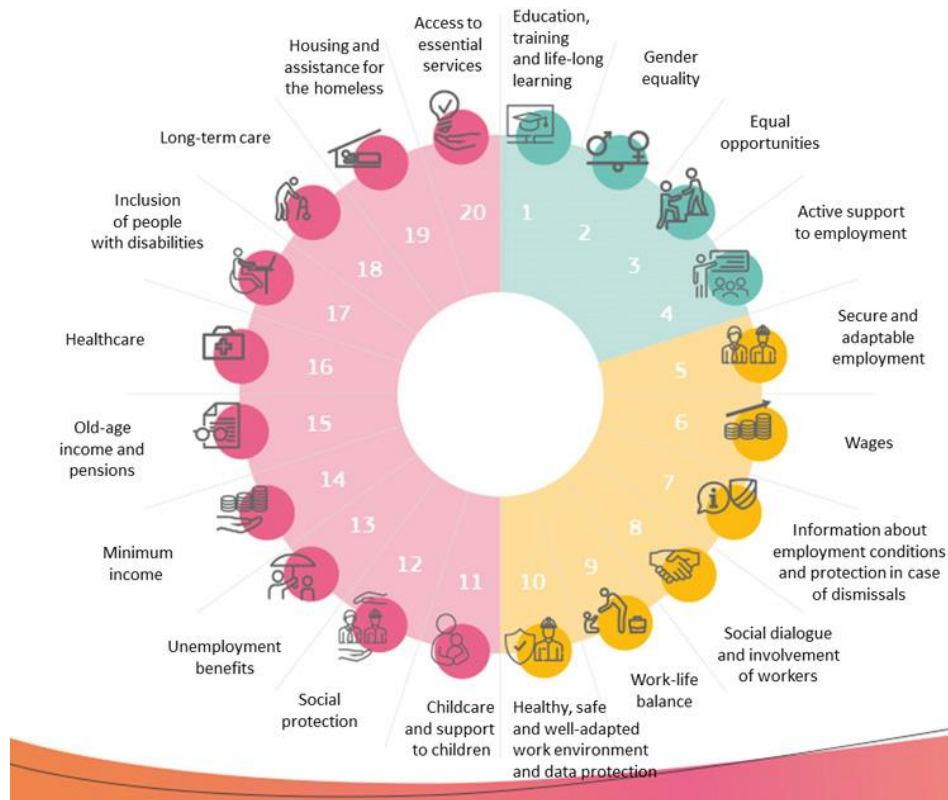 Education,
training
and life-long
learning
Gender
equality
Equal
opportunities
Active support
to employment
Secure and
adaptable
employment
Wages
Information about
employment conditions
and protection in case
of dismissals
Social dialogue
and involvement
of workers
Work-life
balance
Healthy, safe
and well-adapted
work environment
and data protection
Childcare
and support
to children
Social
protection
Unemployment
benefits
Minimum
income
Old-age
income and
pensions
Healthcare
Inclusion
of people
with disabilities
Long-term care
Housing and
assistance for
the homeless
Access to
essential
services
1
2
3
4
5
6
7
8
9
10
11
12
13
14
15
16
17
18
19
20
i